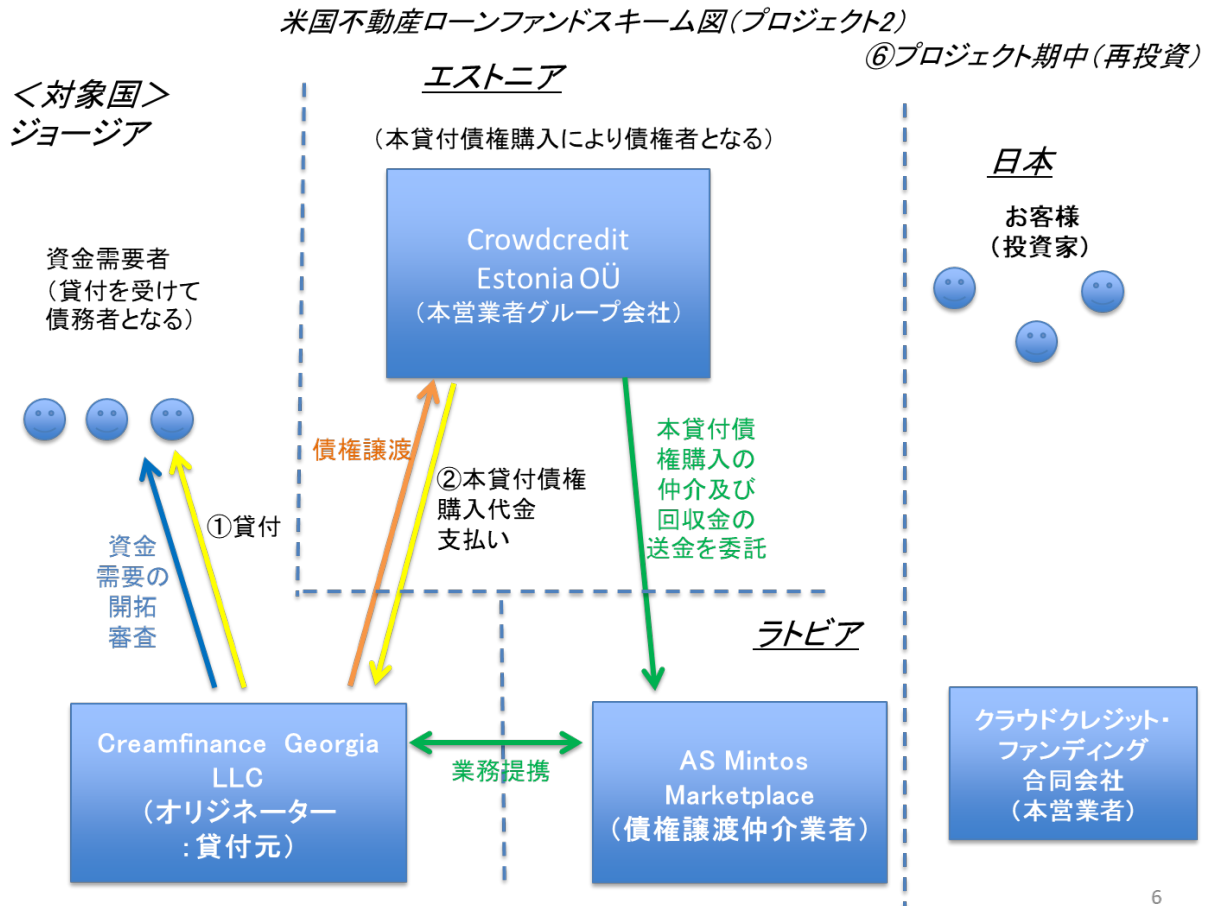 米国不動産ローンファンドスキーム図(プロジェクト2)
⑥プロジェクト期中(再投資)
＜対象国＞
ジョージア
エストニア
(本貸付債権購入により債権者となる)
日本
お客様
(投資家)
Crowdcredit
Estonia OÜ
(本営業者グループ会社)
資金需要者
(貸付を受けて
債務者となる)
債権譲渡
②本貸付債権
購入代金
支払い
本貸付債
権購入の
仲介及び
回収金の
送金を委託
①貸付
資金
需要の
開拓
審査
ラトビア
Creamfinance Georgia
LLC
(オリジネーター
:貸付元)
業務提携
AS Mintos
Marketplace
(債権譲渡仲介業者)
クラウドクレジット・
ファンディング
合同会社
(本営業者)
6